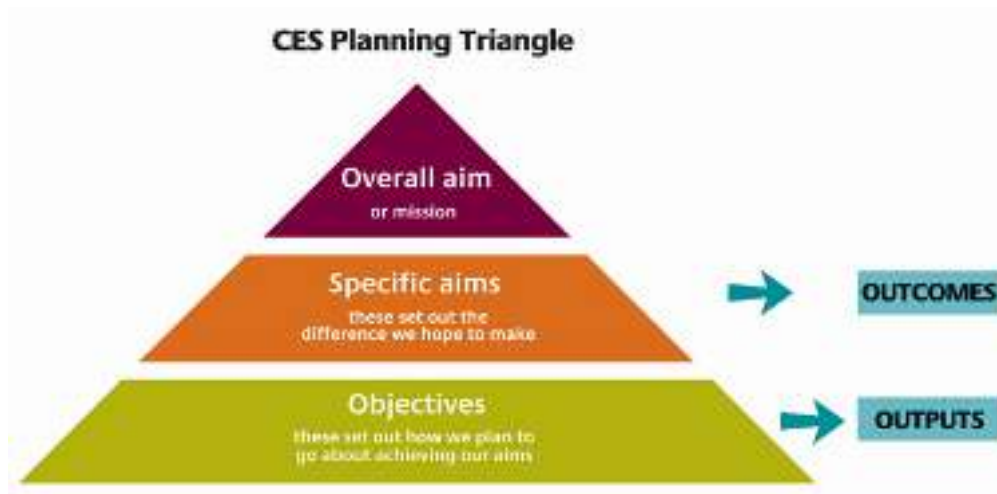 CES Planning Triangle
Overall aim
or mission
Specific aims
these set out the
difference we hope to make
OUTCOMES
Objectives
these set out how we plan to
go about achieving our aims
OUTPUTS